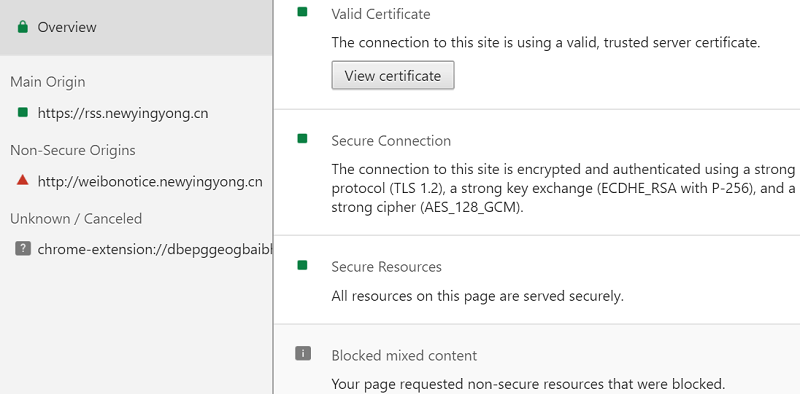 Overview
Main Origin
https://rss.newyingyong.cn
Non-Secure Origins
http://weibonotice.newyingyong.cn
Unknown / Canceled
chrome-extension://dbepggeogbaibh
Valid Certificate
The connection to this site is using a valid, trusted server certificate.
View certificate
Secure Connection
The connection to this site is encrypted and authenticated using a strong
protocol (TLS 1.2), a strong key exchange (ECDHE_RSA with P-256), and a
strong cipher (AES_128_GCM).
Secure Resources
All resources on this page are served securely.
Blocked mixed content
Your page requested non-secure resources that were blocked.